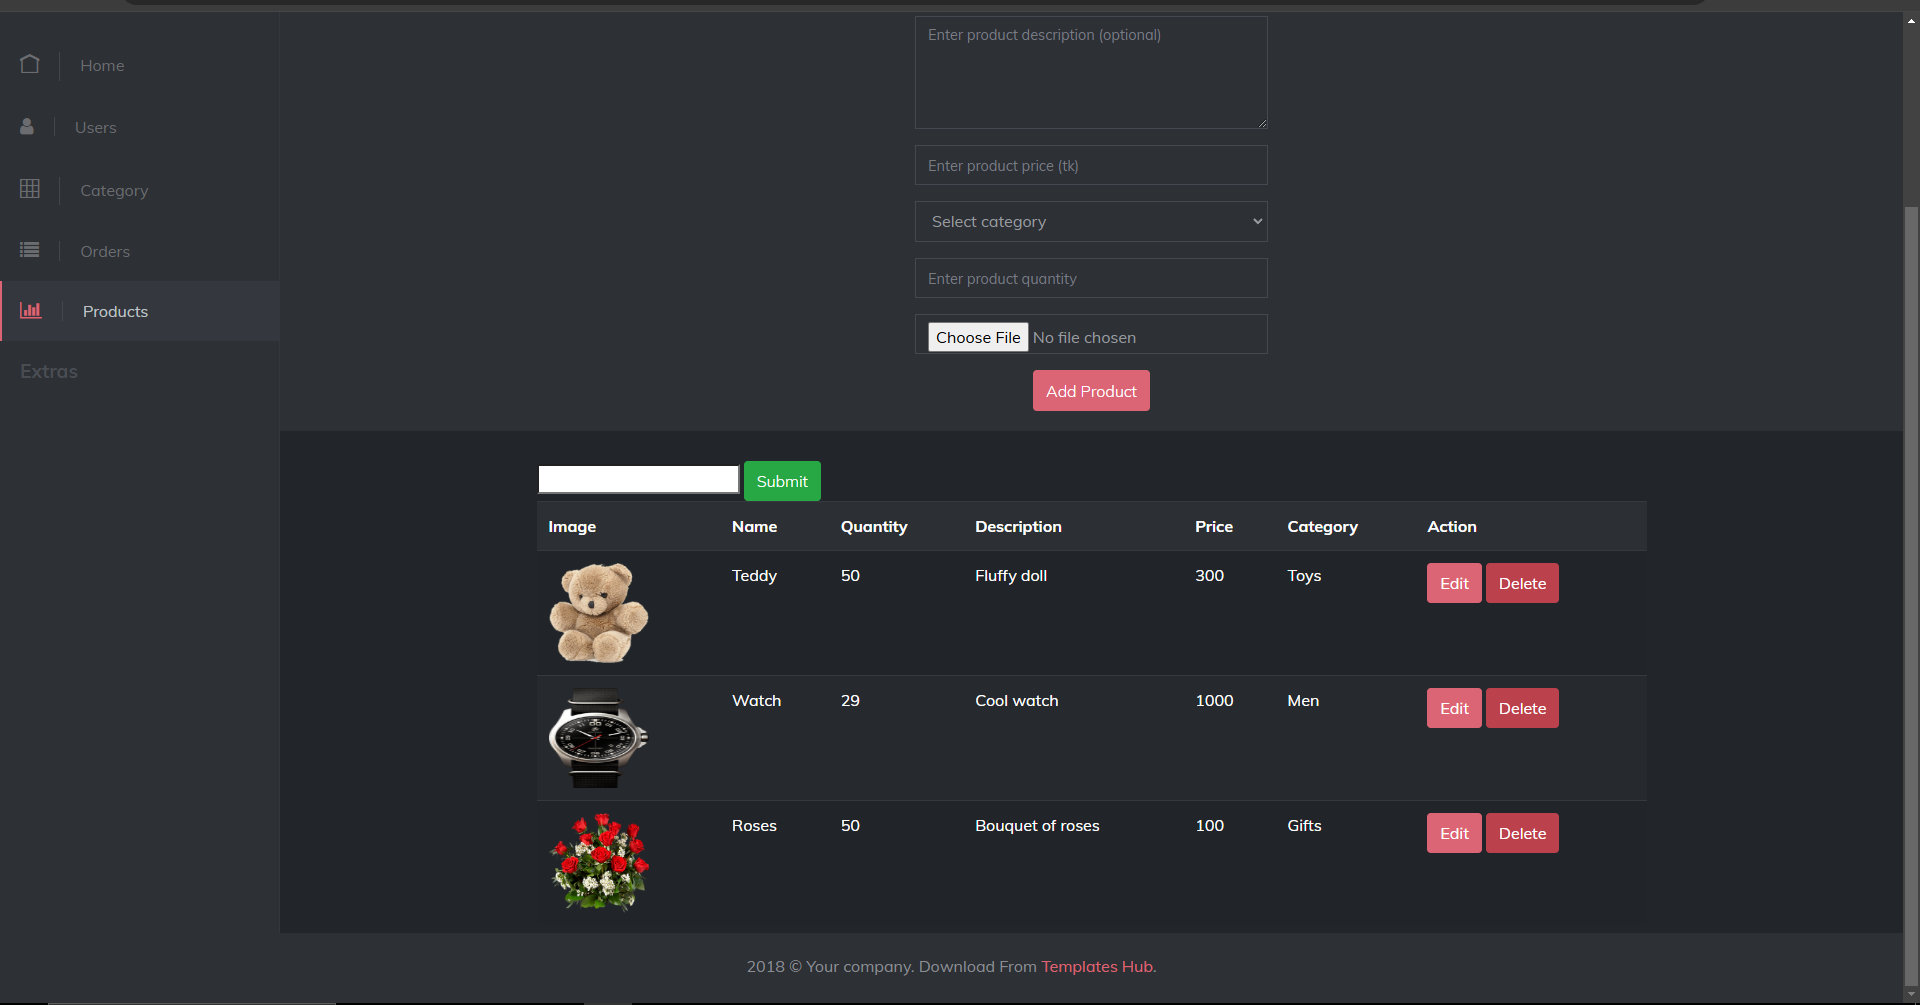 Home
Users
Category
Orders
Products
Extras
Enter product description (optional)
Enter product price (tk)
Select category
Enter product quantity
Choose File No file chosen
Add Product
Submit
Image Name Quantity Description Price Category Action
Teddy 50 Fluffy doll 300 Toys Edit Delete
Watch 29 Cool watch 1000 Men Edit Delete
Roses 50 Bouquet of roses 100 Gifts Edit Delete
2018 © Your company. Download From Templates Hub.